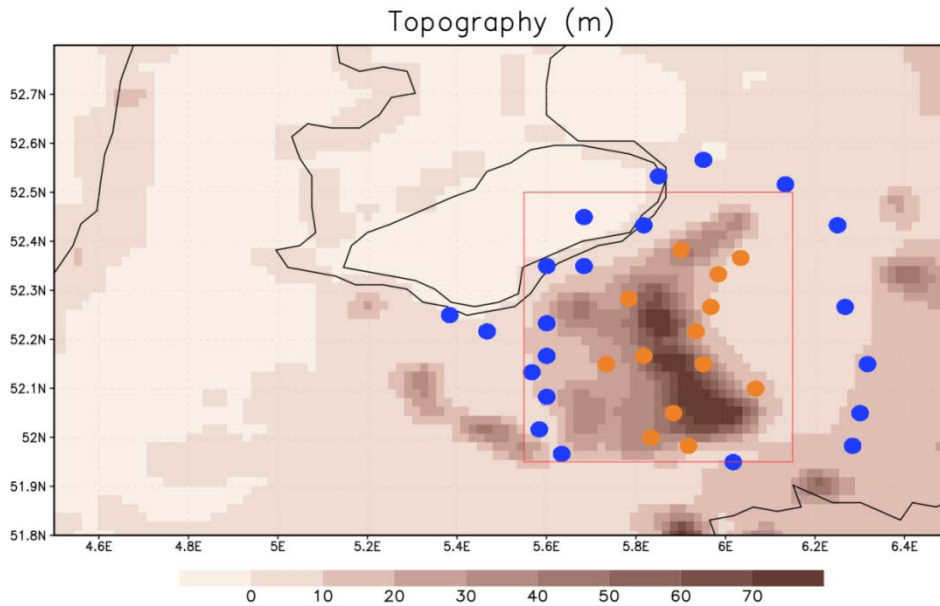 Topography (m)
52.7N
52.6N
52.5N
52.4N
52.3N
52.2N
52.1N
52N
51.9N
51.8N
4.6E 4.8E 5E 5.2E 5.4E 5.6E 5.8E 6E 6.2E 6.4E
0 10 20 30 40 50 60 70